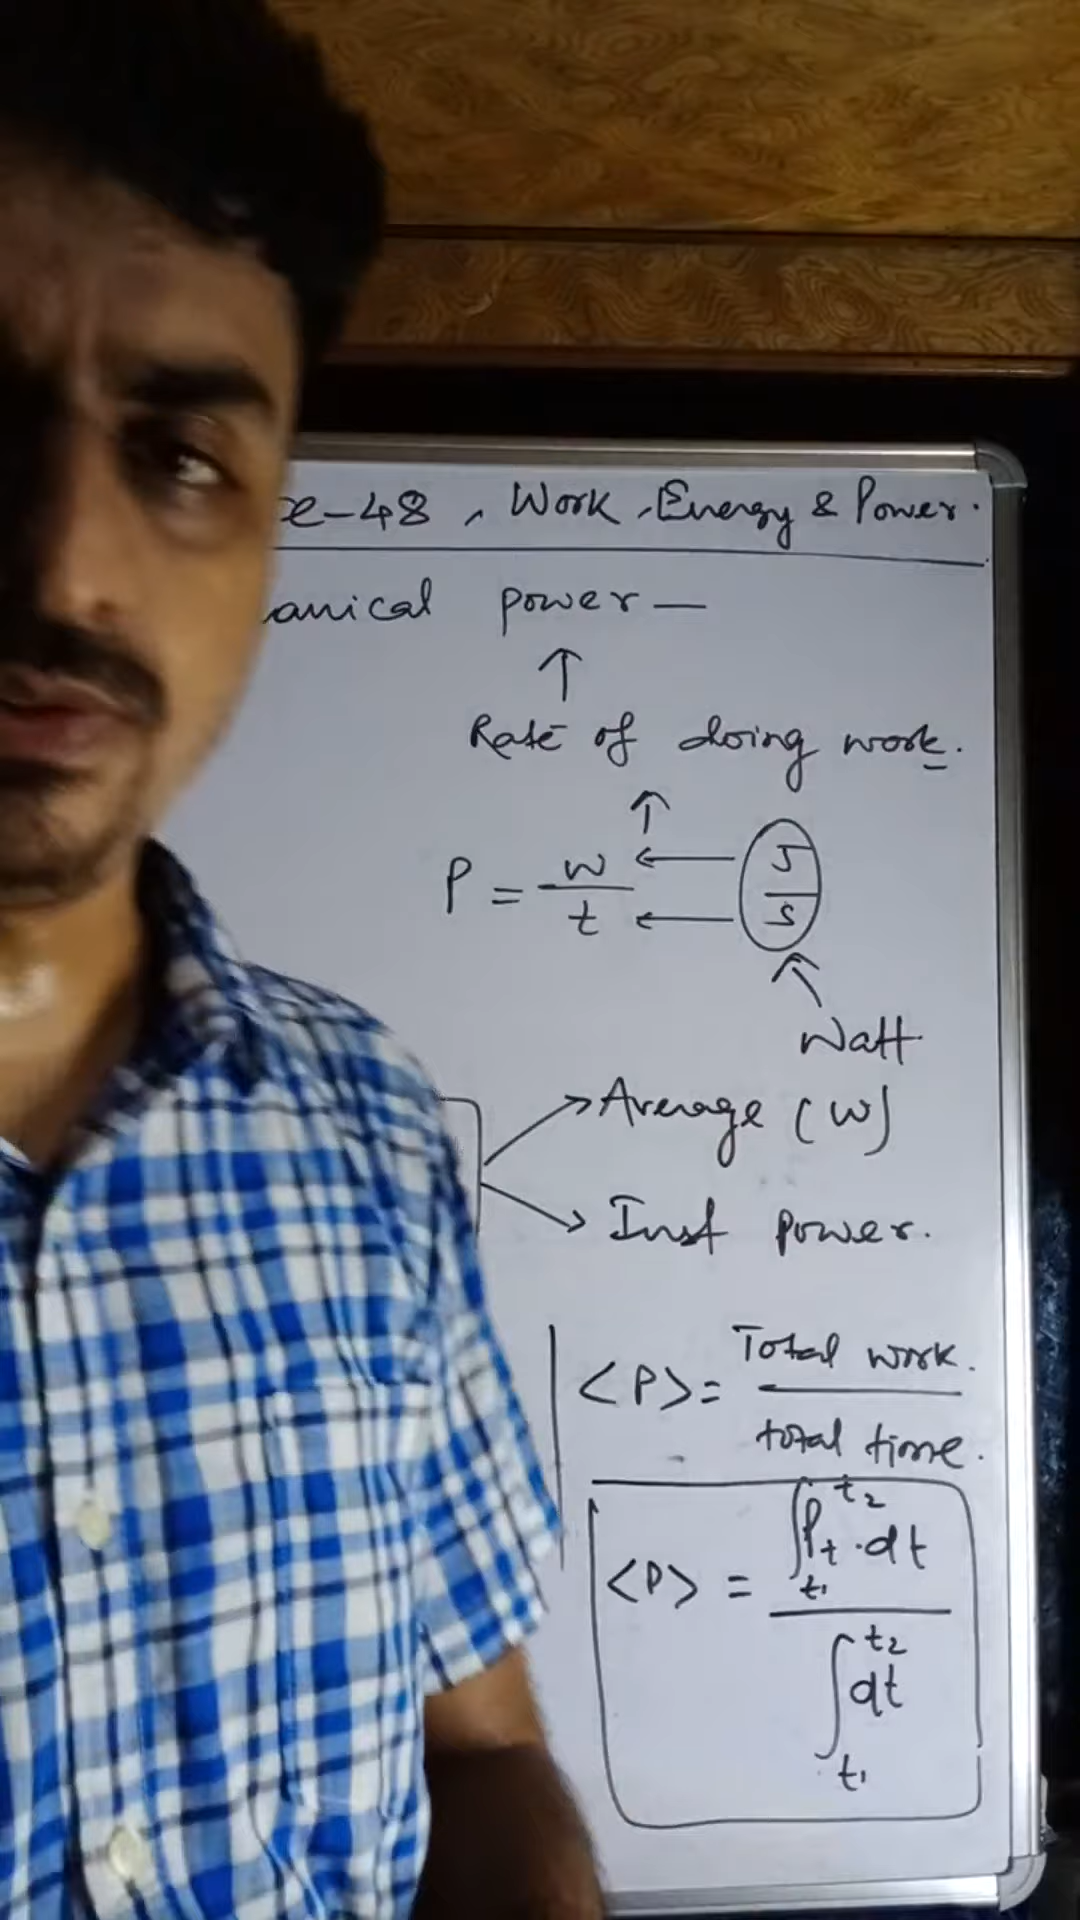 e-48, Work, Energy & Power.
anical power —
↑
Rate of doing work.
↑
P = w/t ← J/S
Watt
→ Average (w)
→ Inst power.
<P> = Total work. / total time.
<P> = ∫t₁^t₂ Pt · dt / ∫t₁^t₂ dt